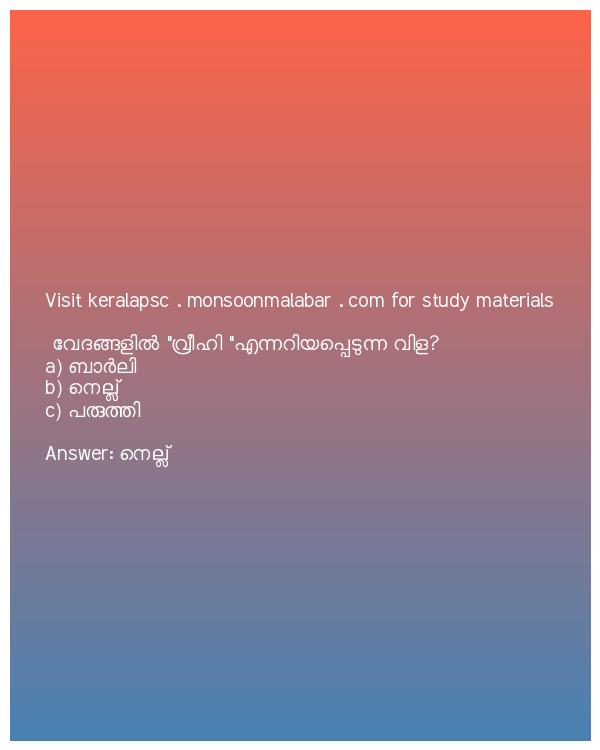 Visit keralapsc . monsoonmalabar . com for study materials
വേദങ്ങളിൽ "വ്രീഹി "എന്നറിയപ്പെടുന്ന വിള?
a) ബാർലി
b) നെല്ല്
c) പരുത്തി
Answer: നെല്ല്